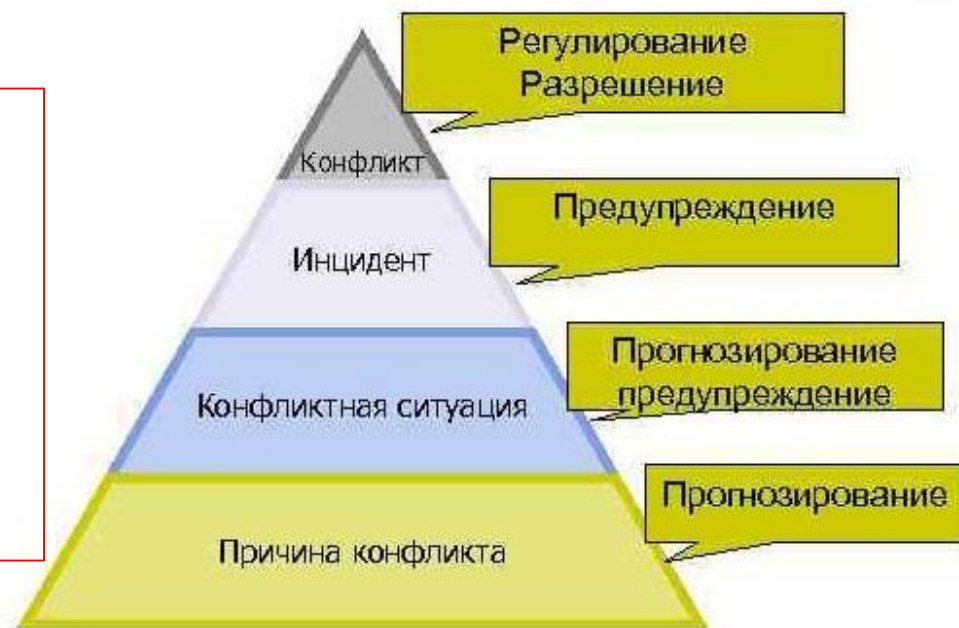 Регулирование
Разрешение
Конфликт
Предупреждение
Инцидент
Прогнозирование
предупреждение
Конфликтная ситуация
Прогнозирование
Причина конфликта